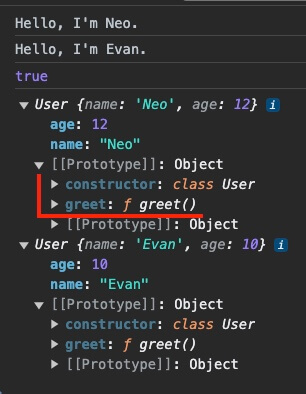 Hello, I'm Neo.
Hello, I'm Evan.
true
▼ User {name: 'Neo', age: 12} i
age: 12
name: "Neo"
▼ [[Prototype]]: Object
▶ constructor: class User
▶ greet: ƒ greet()
▶ [[Prototype]]: Object
▼ User {name: 'Evan', age: 10} i
age: 10
name: "Evan"
▼ [[Prototype]]: Object
▶ constructor: class User
▶ greet: ƒ greet()
▶ [[Prototype]]: Object